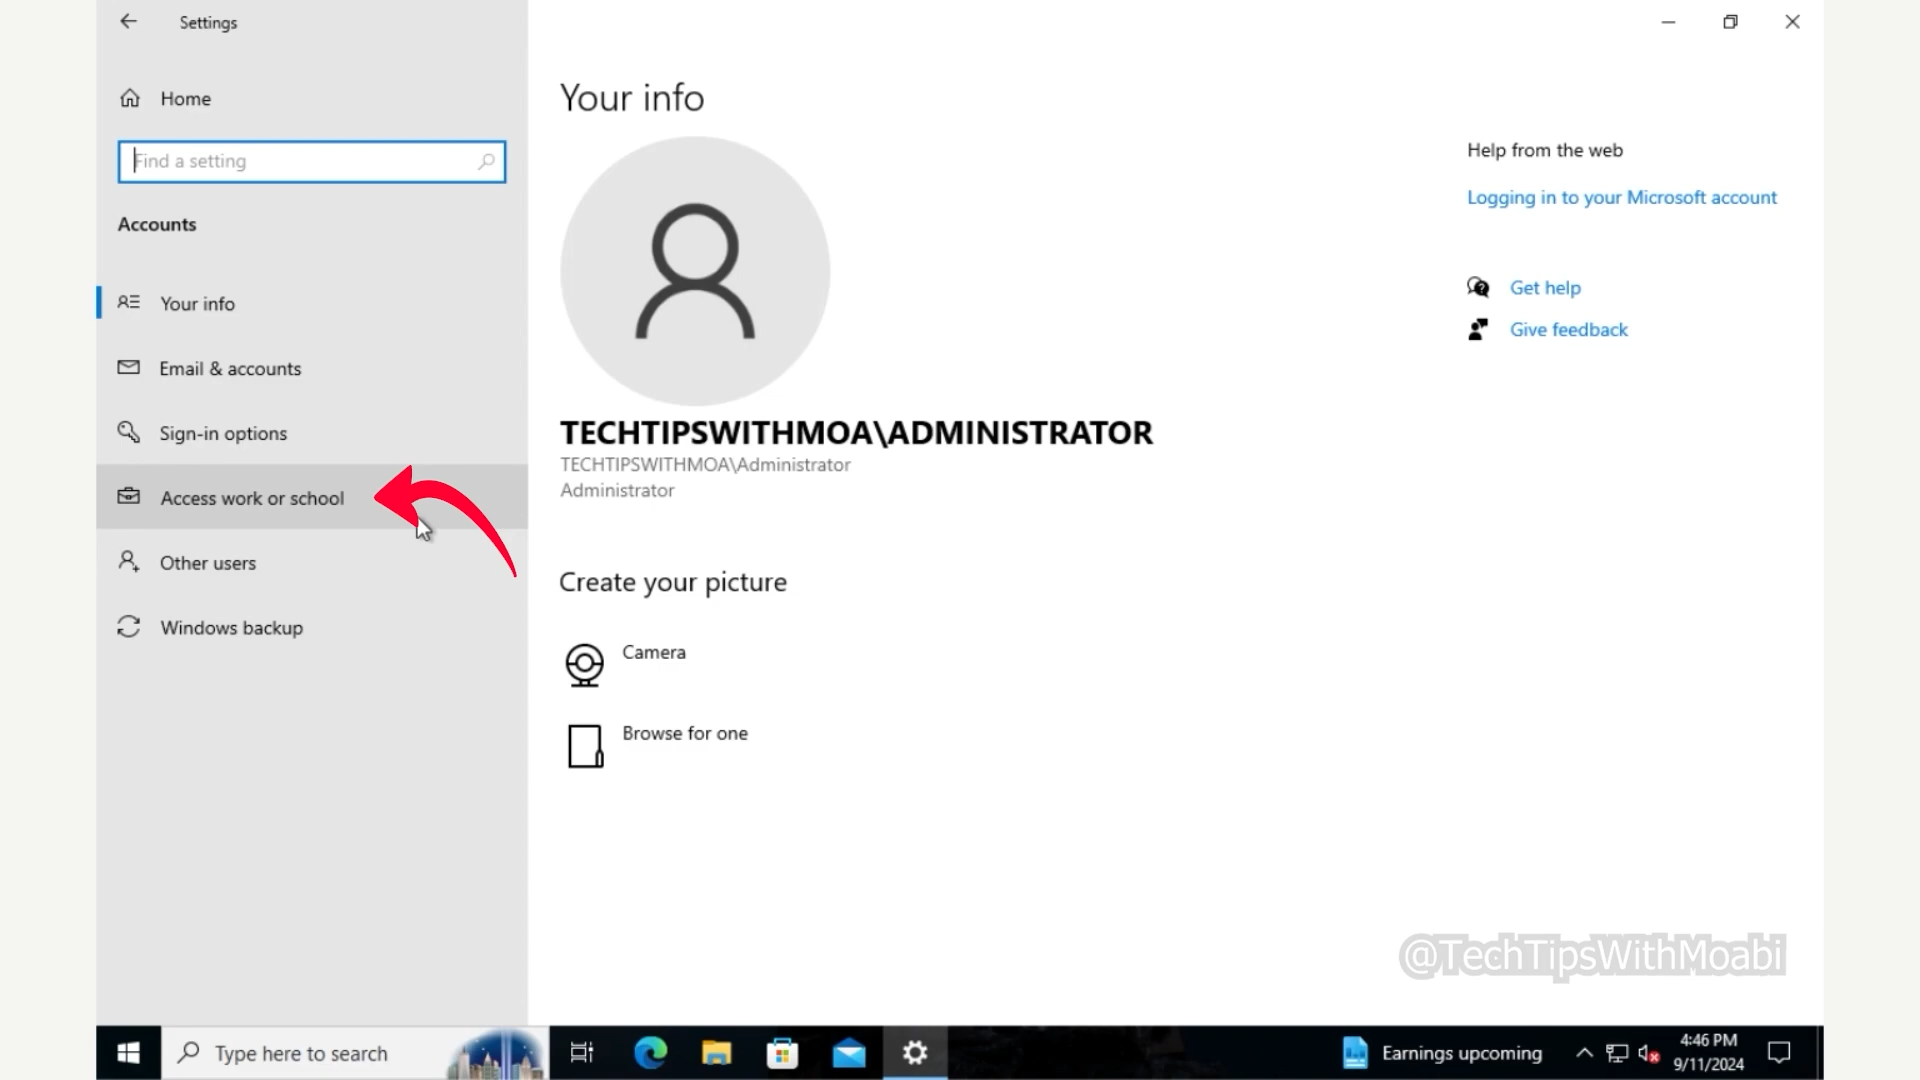 Settings
Home
Find a setting
Accounts
Your info
Email & accounts
Sign-in options
Access work or school
Other users
Windows backup
Your info
TECHTIPSWITHMOA\ADMINISTRATOR
TECHTIPSWITHMOA\Administrator
Administrator
Create your picture
Camera
Browse for one
Help from the web
Logging in to your Microsoft account
Get help
Give feedback
@TechTipsWithMoabi
Type here to search
Earnings upcoming
4:46 PM
9/11/2024